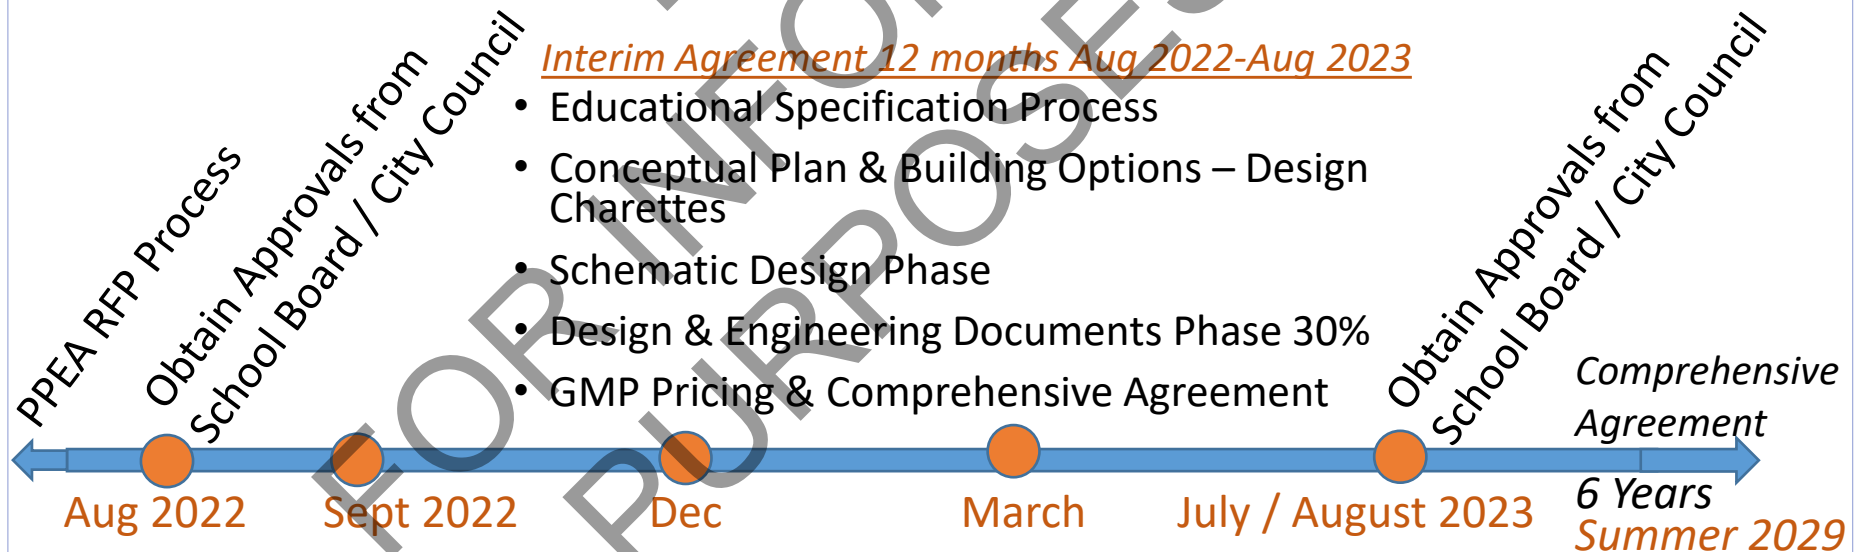 PPEA RFP Process
Obtain Approvals from
School Board / City Council
Interim Agreement 12 months Aug 2022-Aug 2023
• Educational Specification Process
• Conceptual Plan & Building Options – Design
Charettes
• Schematic Design Phase
• Design & Engineering Documents Phase 30%
• GMP Pricing & Comprehensive Agreement
Obtain Approvals from
School Board / City Council
Comprehensive
Agreement
Aug 2022
Sept 2022
Dec
March
July / August 2023
6 Years
Summer 2029
PURPOSES